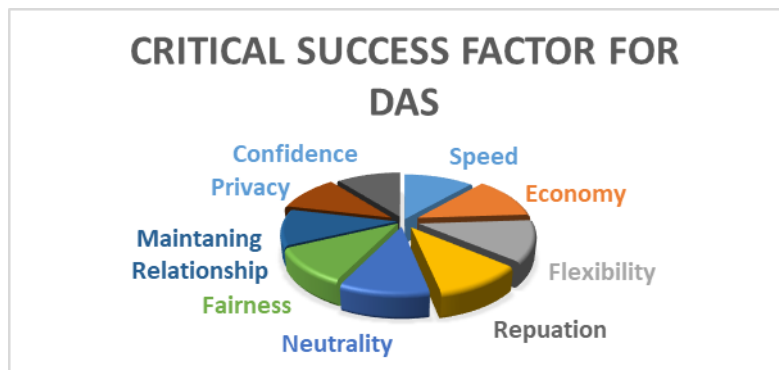 CRITICAL SUCCESS FACTOR FOR
DAS
Confidence
Speed
Privacy
Economy
Maintaning
Relationship
Flexibility
Fairness
Repuation
Neutrality